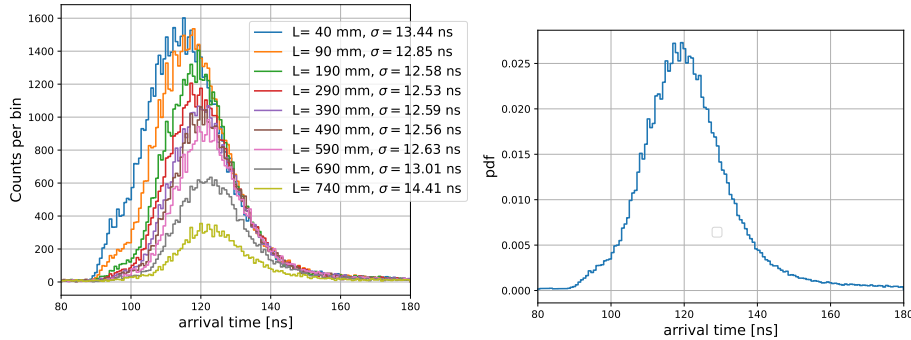 1600
1400
1200
1000
800
600
400
200
0
Counts per bin
80
100
120
140
160
180
arrival time [ns]
L= 40 mm, σ = 13.44 ns
L= 90 mm, σ = 12.85 ns
L= 190 mm, σ = 12.58 ns
L= 290 mm, σ = 12.53 ns
L= 390 mm, σ = 12.59 ns
L= 490 mm, σ = 12.56 ns
L= 590 mm, σ = 12.63 ns
L= 690 mm, σ = 13.01 ns
L= 740 mm, σ = 14.41 ns
0.025
0.020
0.015
0.010
0.005
0.000
pdf
80
100
120
140
160
180
arrival time [ns]